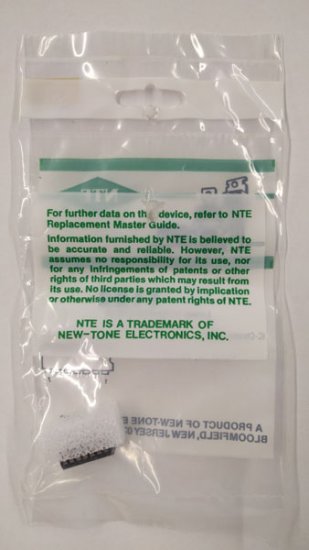 For further data on this device, refer to NTE
Replacement Master Guide.
Information furnished by NTE is believed to
be accurate and reliable. However, NTE
assumes no responsibility for its use, nor
for any infringements of patents or other
rights of third parties which may result from
its use. No license is granted by implication
or otherwise under any patent rights of NTE.
NTE IS A TRADEMARK OF
NEW-TONE ELECTRONICS, INC.
A PRODUCT OF NEW-TONE
BLOOMFIELD, NEW JERSEY